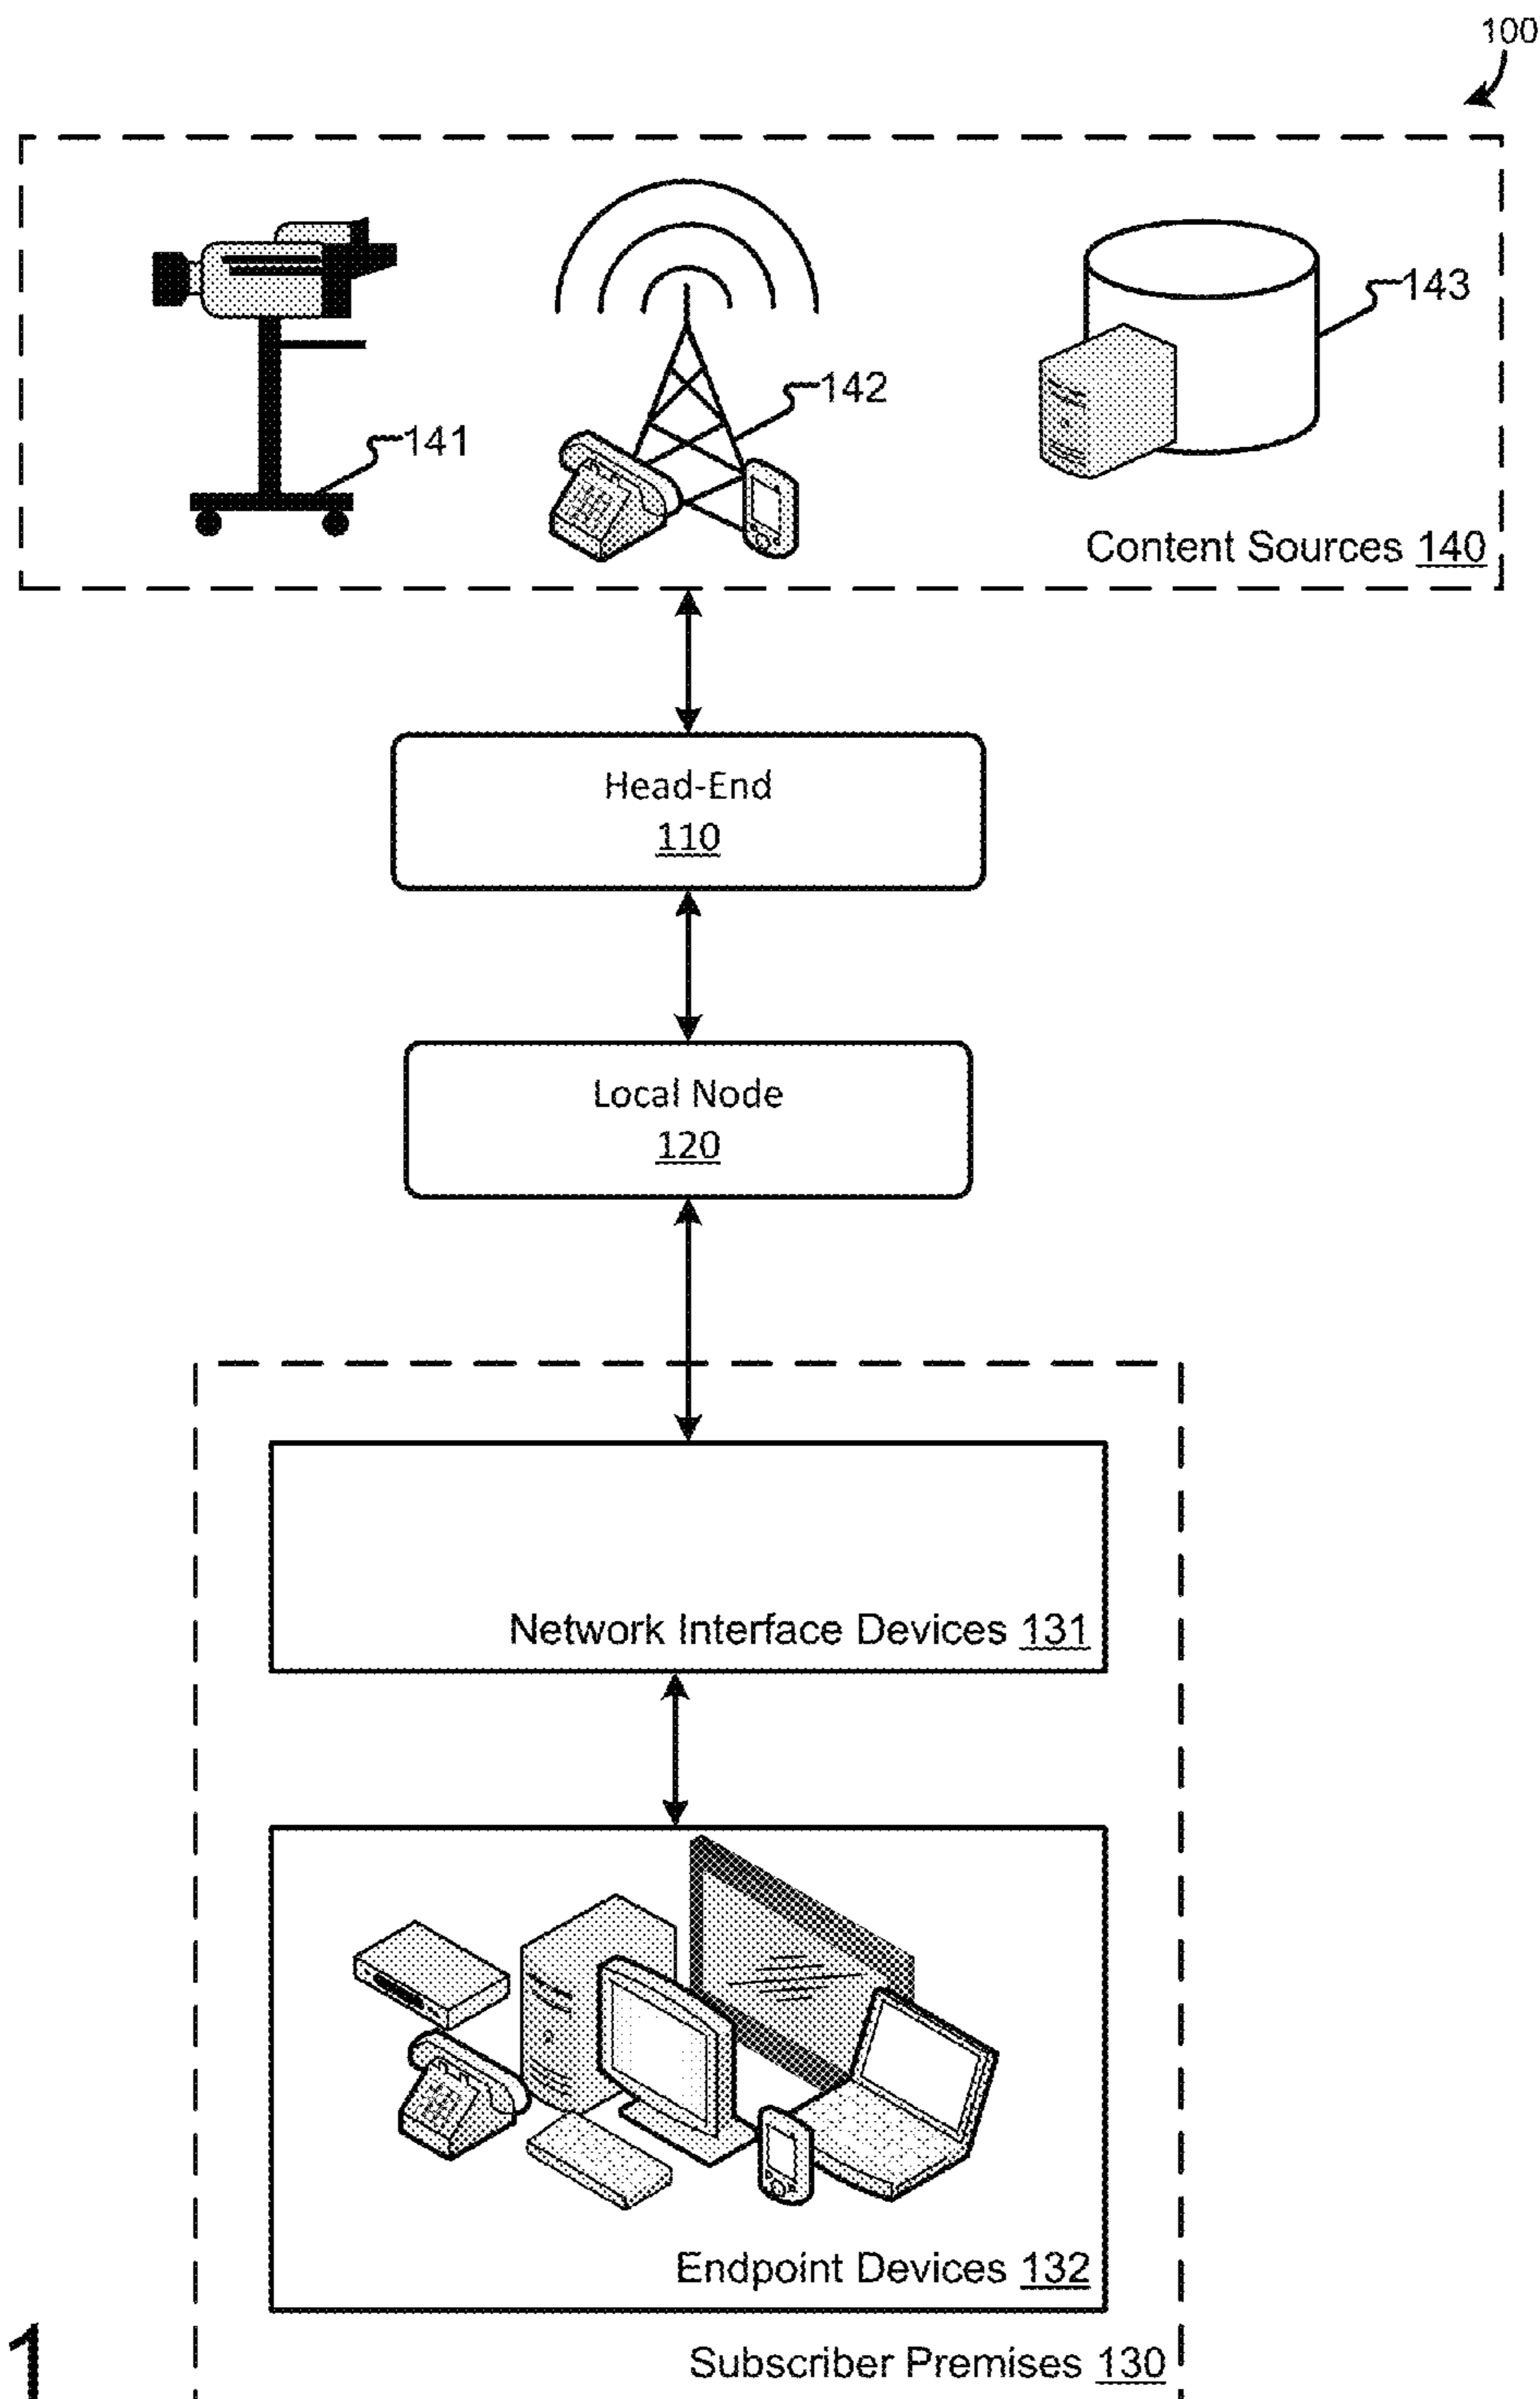 100
141
142
143
Content Sources 140
Head-End
110
Local Node
120
Network Interface Devices 131
Endpoint Devices 132
Subscriber Premises 130
1